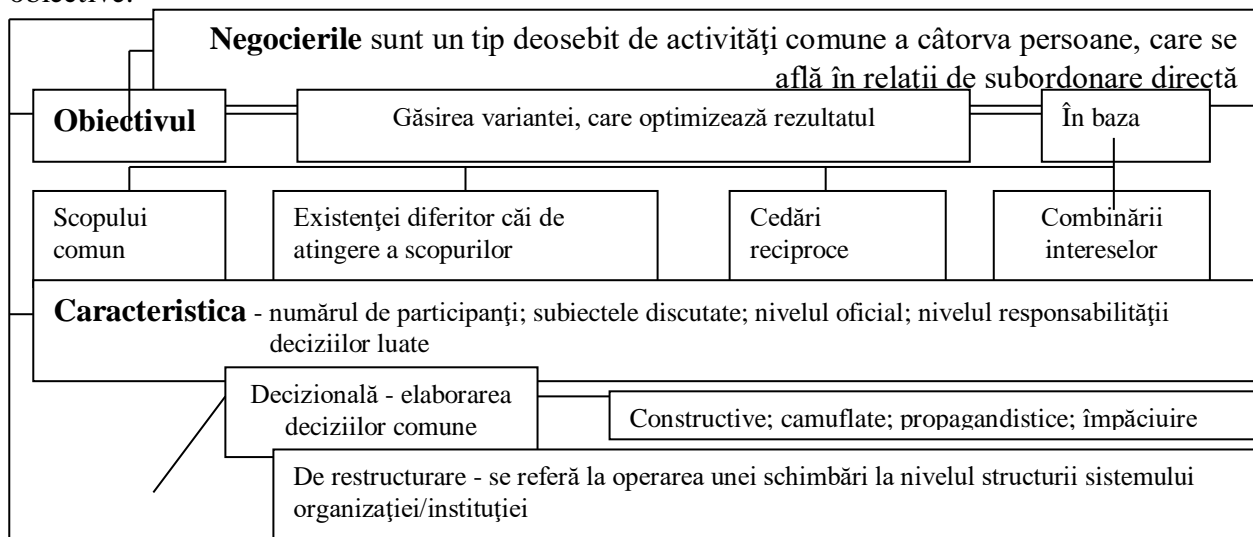 obiective.
Negocierile sunt un tip deosebit de activităţi comune a câtorva persoane, care se
află în relaţii de subordonare directă
Obiectivul
Găsirea variantei, care optimizează rezultatul
În baza
Scopului
comun
Existenţei diferitor căi de
atingere a scopurilor
Cedări
reciproce
Combinării
intereselor
Caracteristica - numărul de participanţi; subiectele discutate; nivelul oficial; nivelul responsabilităţii
deciziilor luate
Decizională - elaborarea
deciziilor comune
Constructive; camuflate; propagandistice; împăciuire
De restructurare - se referă la operarea unei schimbări la nivelul structurii sistemului
organizaţiei/instituţiei